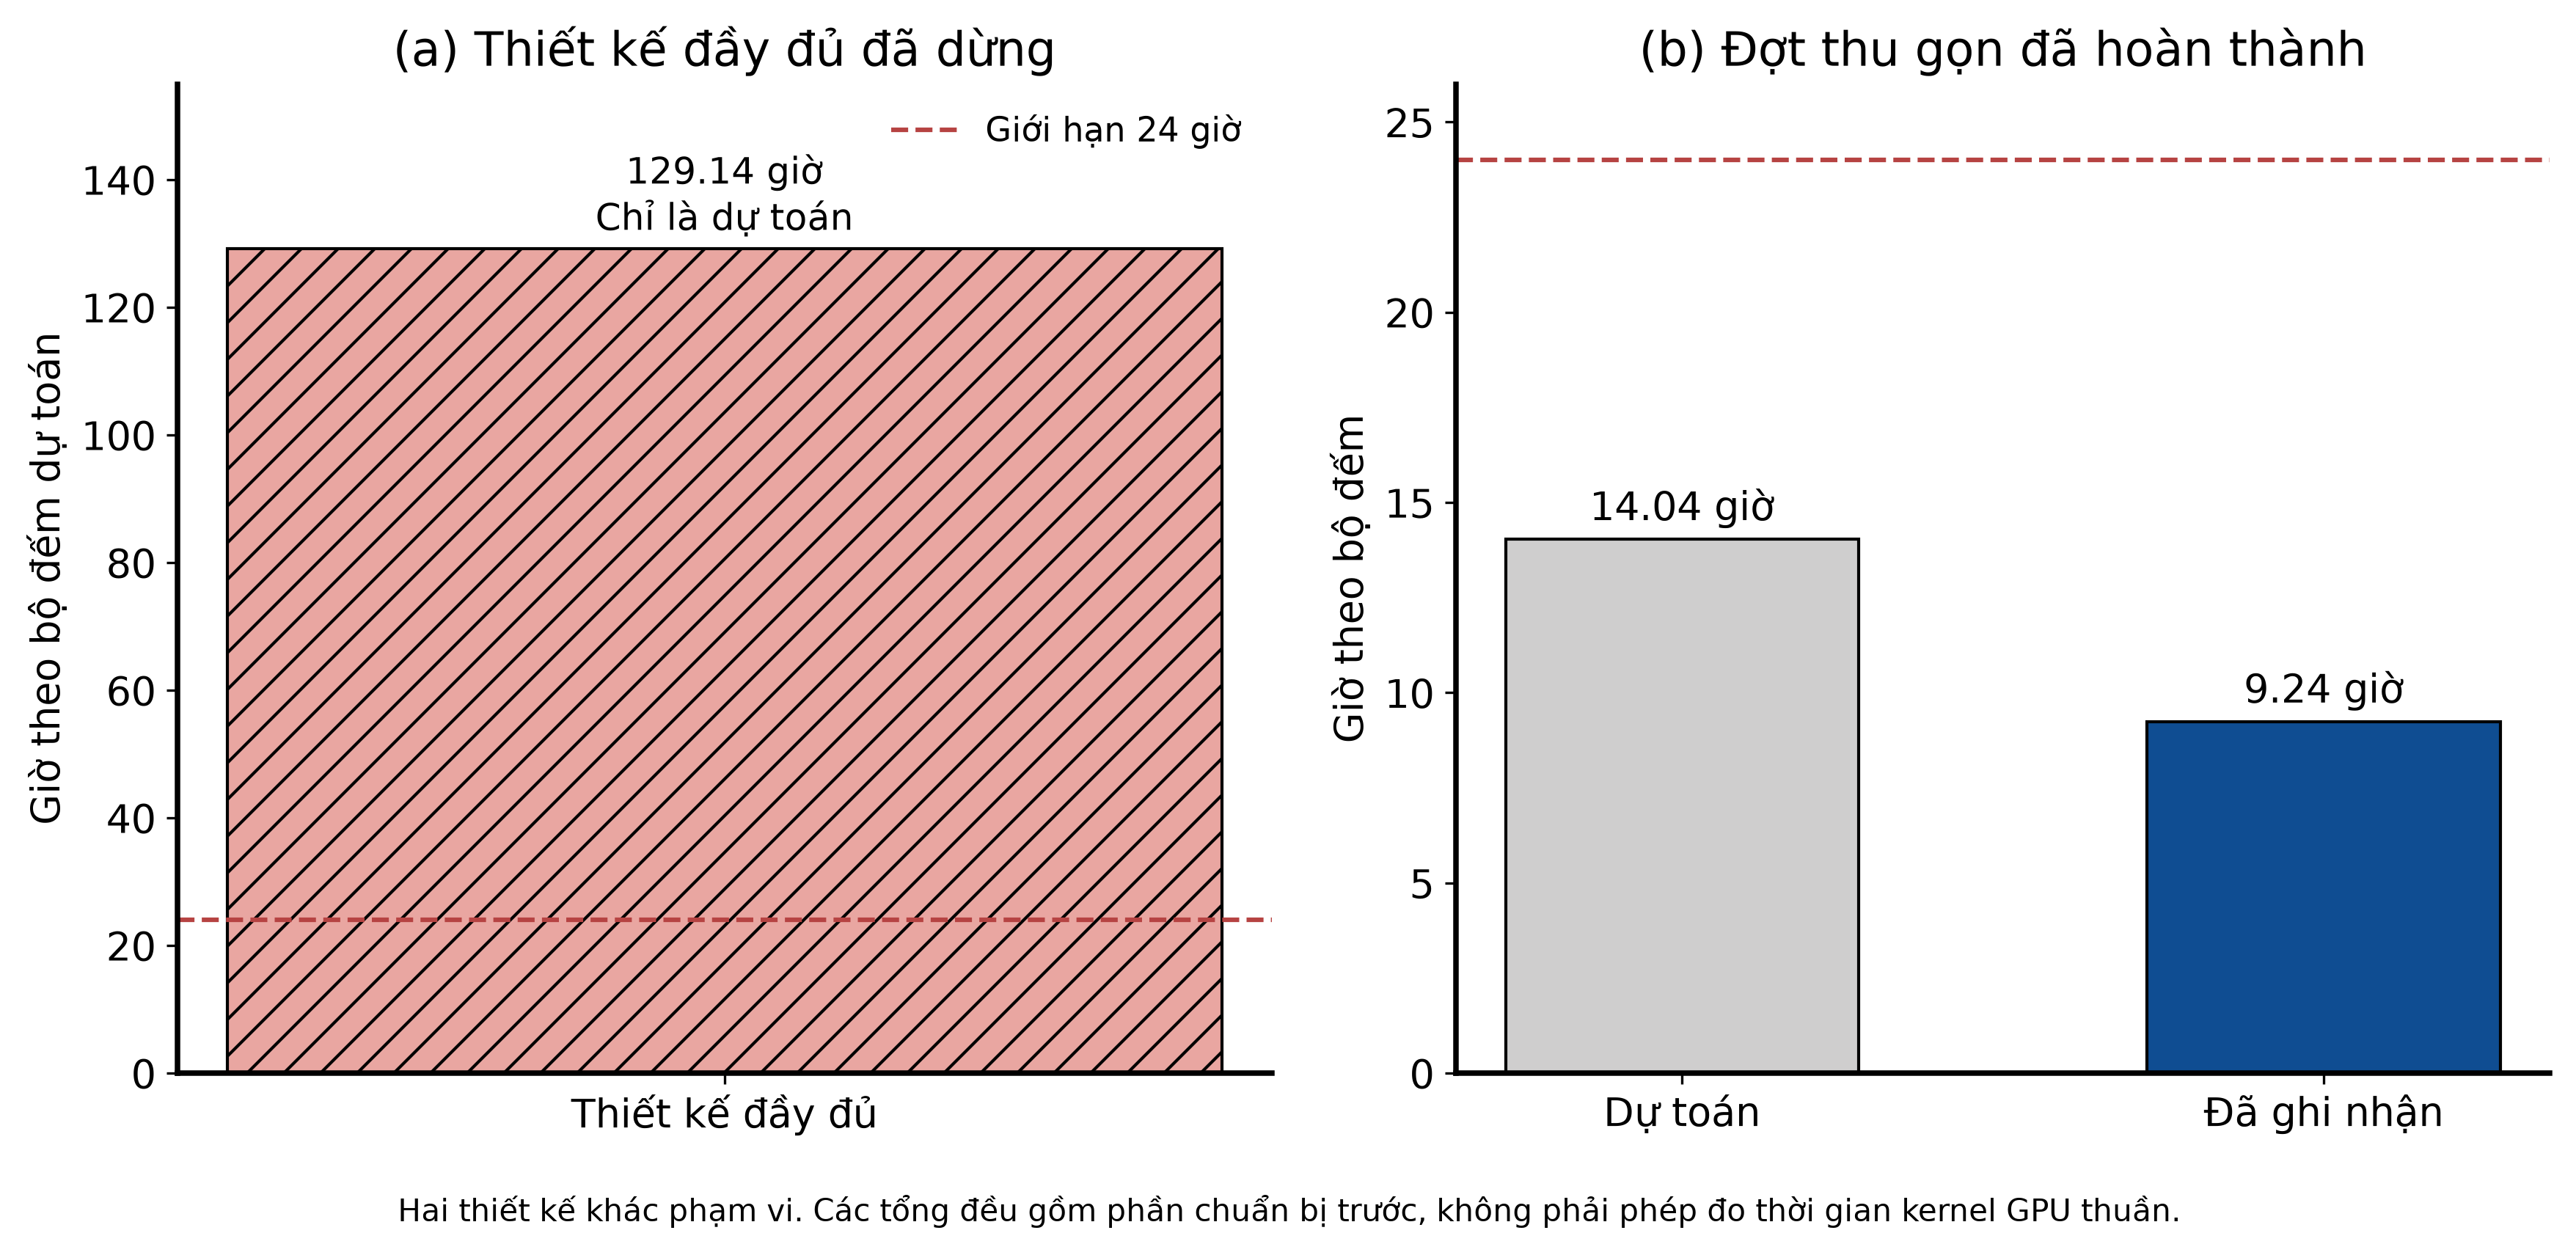 (a) Thiết kế đầy đủ đã dừng
Giới hạn 24 giờ
129.14 giờ
Chỉ là dự toán
Giờ theo bộ đếm dự toán
140
120
100
80
60
40
20
0
Thiết kế đầy đủ
(b) Đợt thu gọn đã hoàn thành
Giờ theo bộ đếm
25
20
15
10
5
0
14.04 giờ
9.24 giờ
Dự toán
Đã ghi nhận
Hai thiết kế khác phạm vi. Các tổng đều gồm phần chuẩn bị trước, không phải phép đo thời gian kernel GPU thuần.